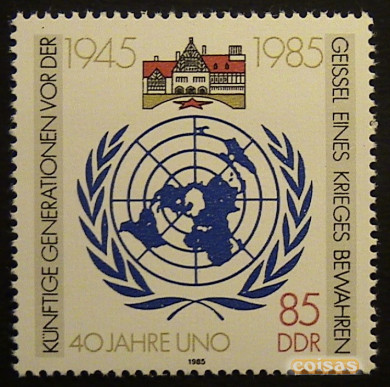 1945 1985
KÜNFTIGE GENERATIONEN VOR DER
GEISSEL EINES KRIEGES BEWAHREN
40 JAHRE UNO
1985
85
DDR
coisas